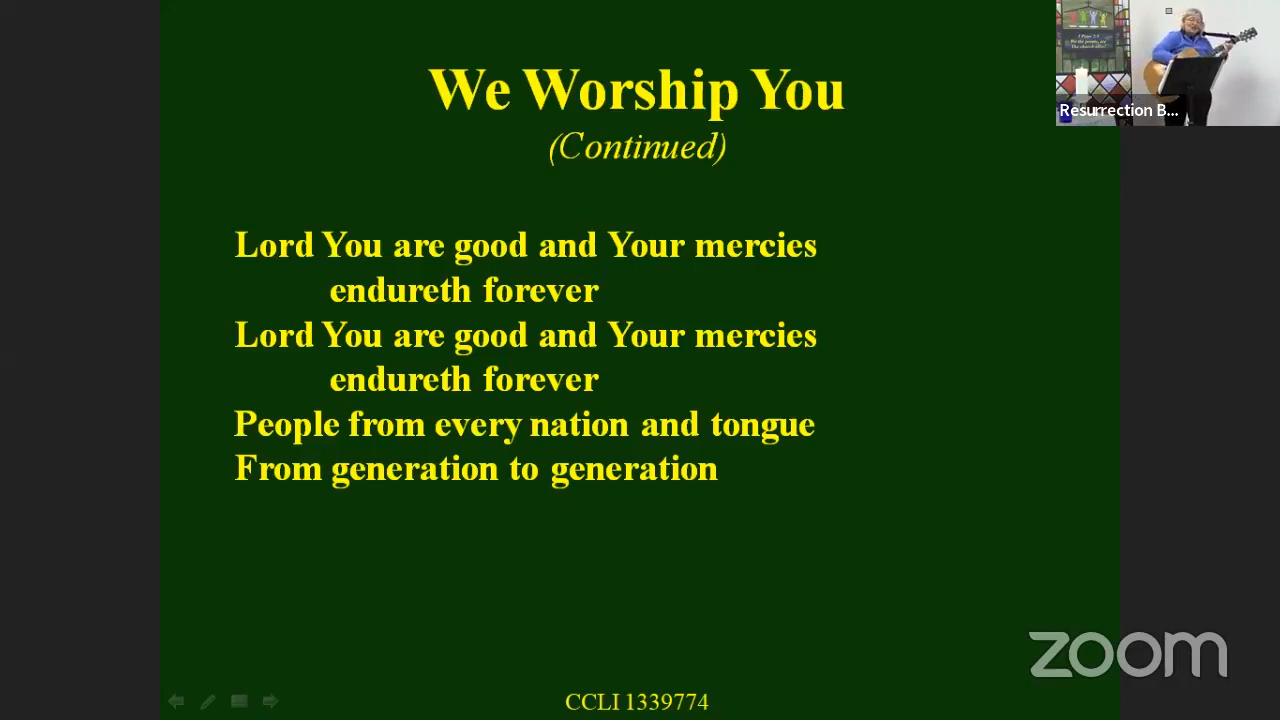 We Worship You
(Continued)
Lord You are good and Your mercies
endureth forever
Lord You are good and Your mercies
endureth forever
People from every nation and tongue
From generation to generation
CCLI 1339774
Resurrection B...
zoom